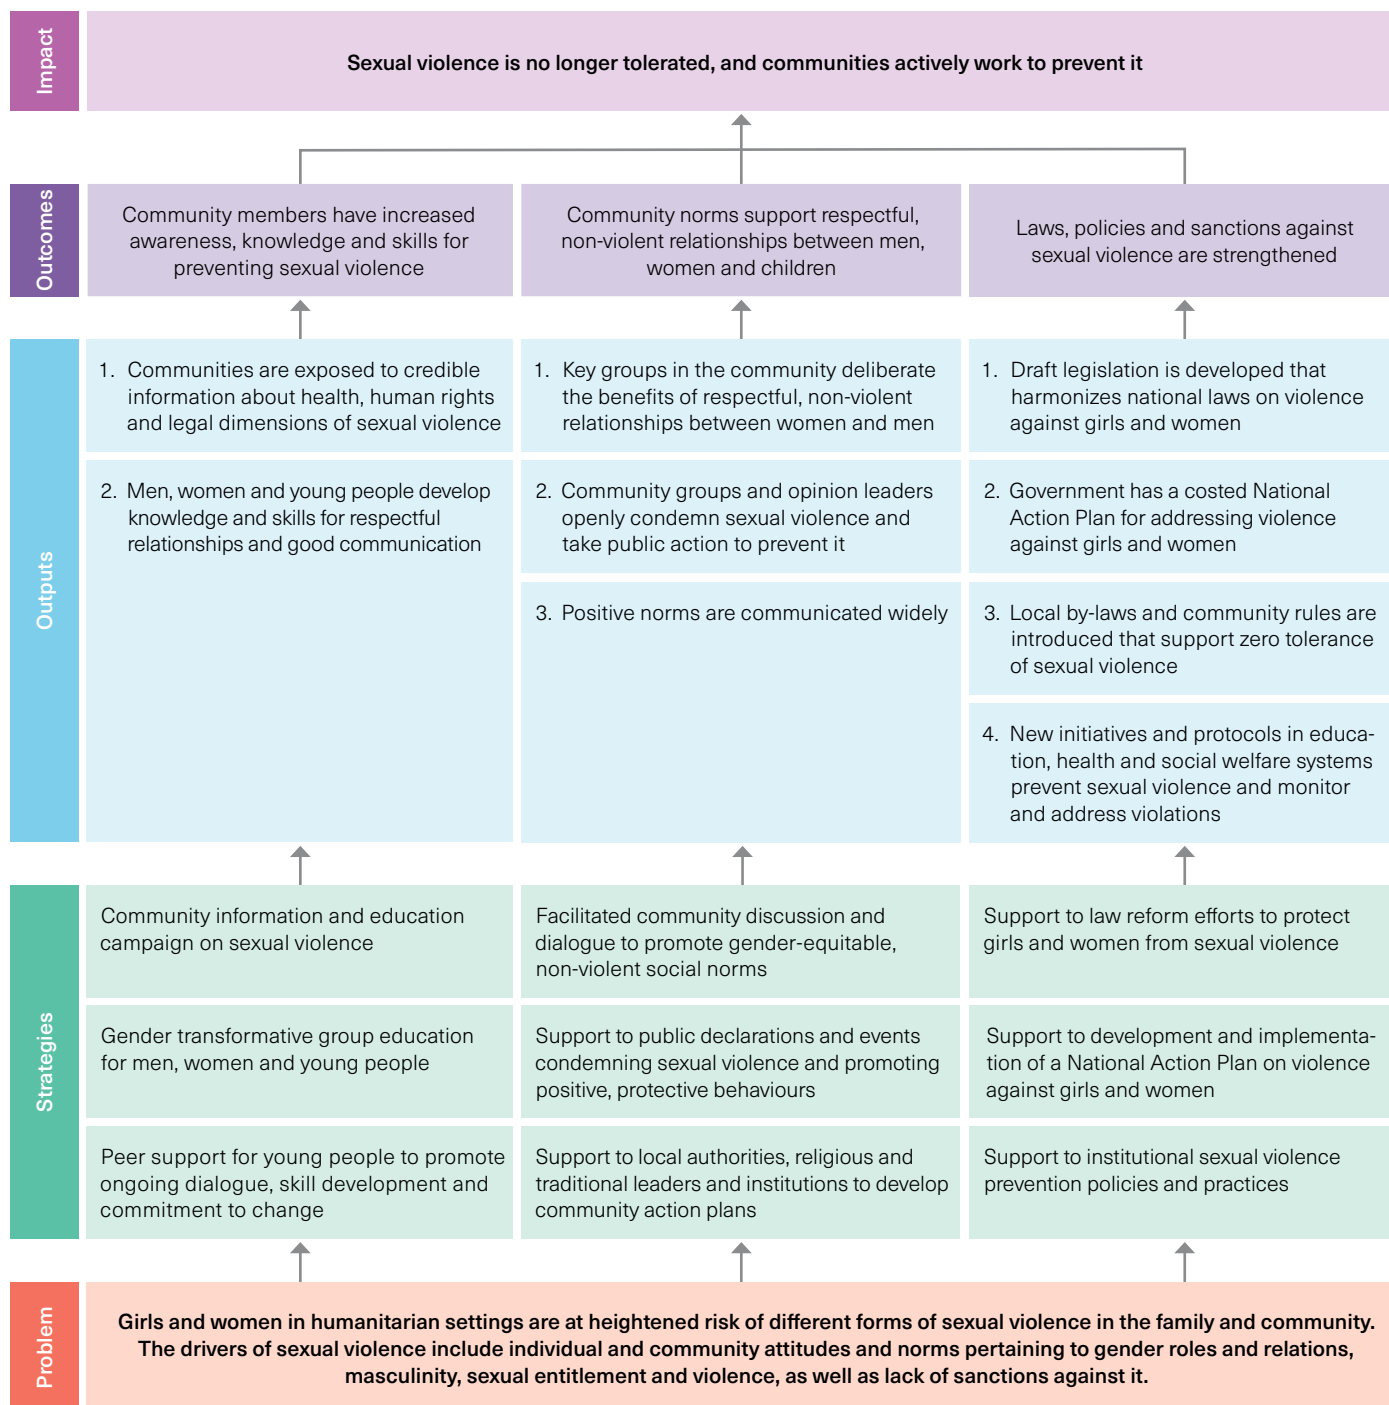 Impact
Sexual violence is no longer tolerated, and communities actively work to prevent it
Outcomes
Community members have increased
awareness, knowledge and skills for
preventing sexual violence
Community norms support respectful,
non-violent relationships between men,
women and children
Laws, policies and sanctions against
sexual violence are strengthened
Outputs
1. Communities are exposed to credible
information about health, human rights
and legal dimensions of sexual violence
2. Men, women and young people develop
knowledge and skills for respectful
relationships and good communication
1. Key groups in the community deliberate
the benefits of respectful, non-violent
relationships between women and men
2. Community groups and opinion leaders
openly condemn sexual violence and
take public action to prevent it
3. Positive norms are communicated widely
1. Draft legislation is developed that
harmonizes national laws on violence
against girls and women
2. Government has a costed National
Action Plan for addressing violence
against girls and women
3. Local by-laws and community rules are
introduced that support zero tolerance
of sexual violence
4. New initiatives and protocols in educa-
tion, health and social welfare systems
prevent sexual violence and monitor
and address violations
Strategies
Community information and education
campaign on sexual violence
Gender transformative group education
for men, women and young people
Peer support for young people to promote
ongoing dialogue, skill development and
commitment to change
Facilitated community discussion and
dialogue to promote gender-equitable,
non-violent social norms
Support to public declarations and events
condemning sexual violence and promoting
positive, protective behaviours
Support to local authorities, religious and
traditional leaders and institutions to develop
community action plans
Support to law reform efforts to protect
girls and women from sexual violence
Support to development and implementa-
tion of a National Action Plan on violence
against girls and women
Support to institutional sexual violence
prevention policies and practices
Problem
Girls and women in humanitarian settings are at heightened risk of different forms of sexual violence in the family and community.
The drivers of sexual violence include individual and community attitudes and norms pertaining to gender roles and relations,
masculinity, sexual entitlement and violence, as well as lack of sanctions against it.